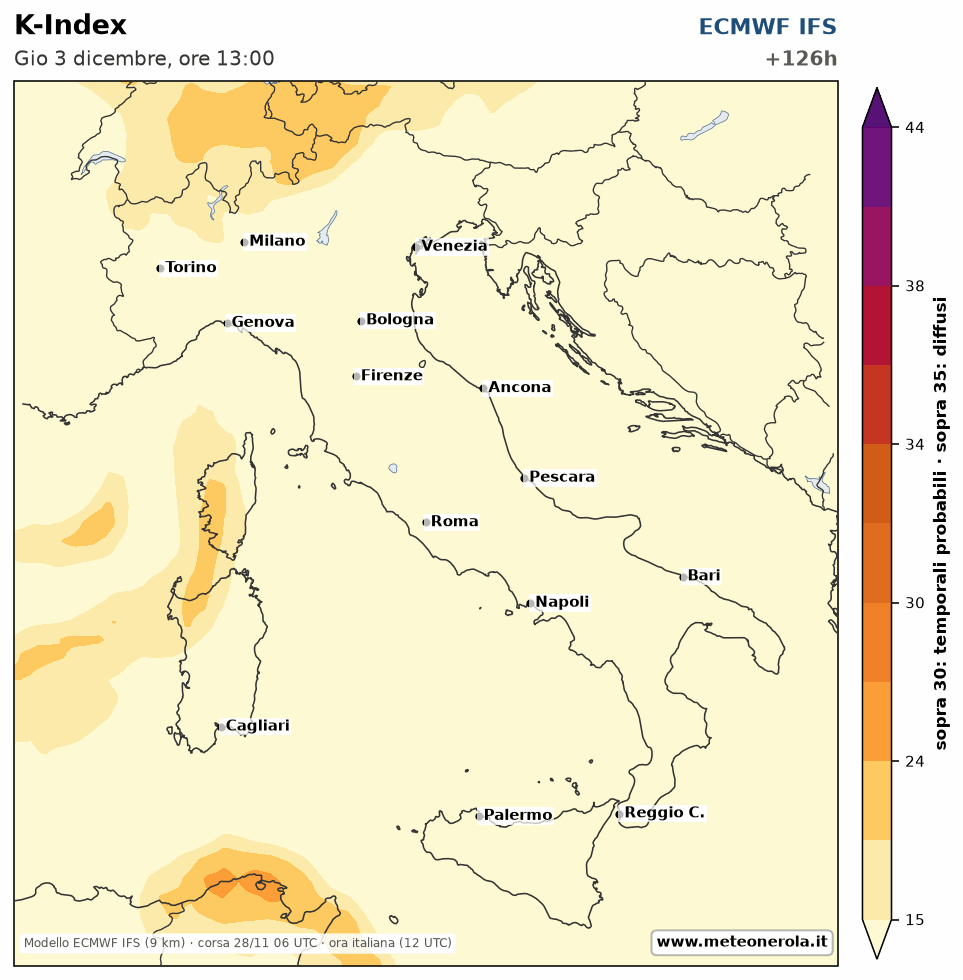 K-Index
ECMWF IFS
Gio 3 dicembre, ore 13:00
+126h
Milano
Venezia
Torino
Genova
Bologna
Firenze
Ancona
Pescara
Roma
Bari
Napoli
Cagliari
Palermo
Reggio C.
44
38
34
30
24
15
sopra 30: temporali probabili · sopra 35: diffusi
Modello ECMWF IFS (9 km) · corsa 28/11 06 UTC · ora italiana (12 UTC)
www.meteonerola.it